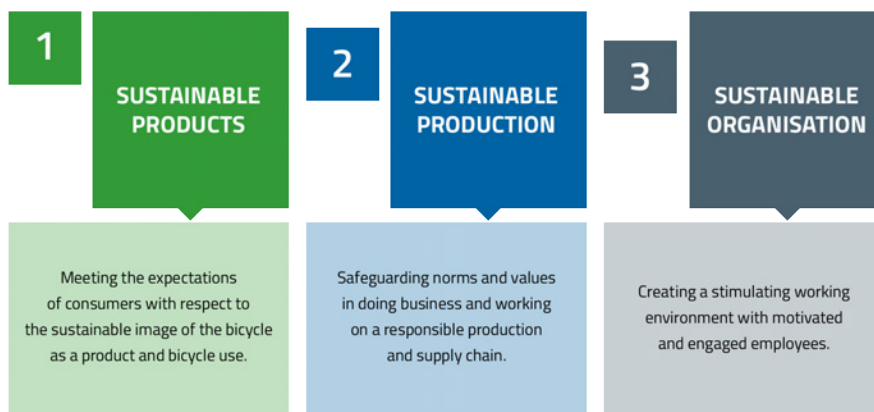 1
SUSTAINABLE
PRODUCTS
Meeting the expectations
of consumers with respect to
the sustainable image of the bicycle
as a product and bicycle use.
2
SUSTAINABLE
PRODUCTION
Safeguarding norms and values
in doing business and working
on a responsible production
and supply chain.
3
SUSTAINABLE
ORGANISATION
Creating a stimulating working
environment with motivated
and engaged employees.